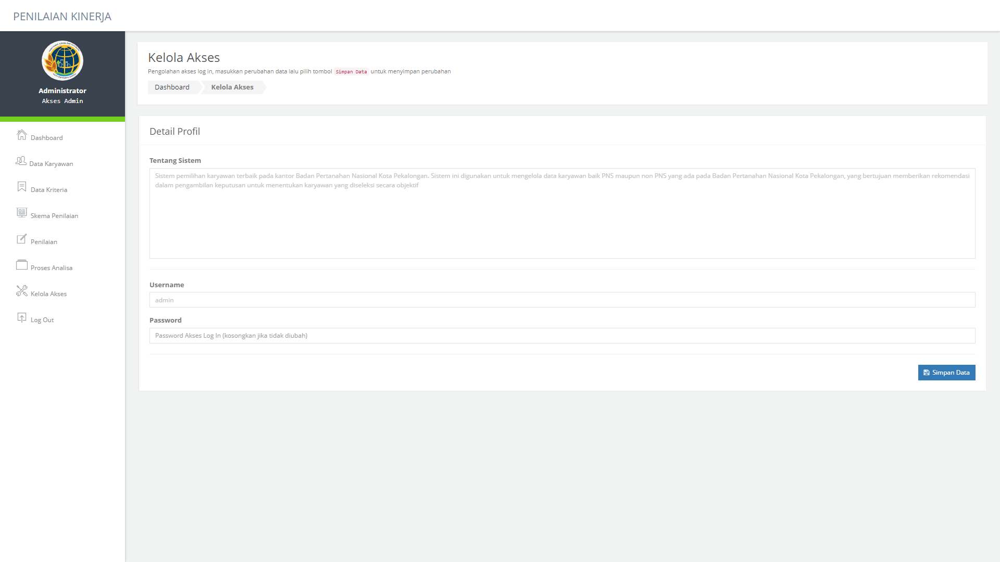 PENILAIAN KINERJA
Administrator
Akses Admin
Dashboard
Data Karyawan
Data Kriteria
Skema Penilaian
Penilaian
Proses Analisa
Kelola Akses
Log Out
Kelola Akses
Pengolahan akses log in, masukkan perubahan data lalu pilih tombol Simpan Data untuk menyimpan perubahan
Dashboard Kelola Akses
Detail Profil
Tentang Sistem
Sistem pemilihan karyawan terbaik pada kantor Badan Pertanahan Nasional Kota Pekalongan. Sistem ini digunakan untuk mengelola data karyawan baik PNS maupun non PNS yang ada pada Badan Pertanahan Nasional Kota Pekalongan, yang bertujuan memberikan rekomendasi
dalam pengambilan keputusan untuk menentukan karyawan yang diseleksi secara objektif
Username
admin
Password
Password Akses Log In (kosongkan jika tidak diubah)
Simpan Data